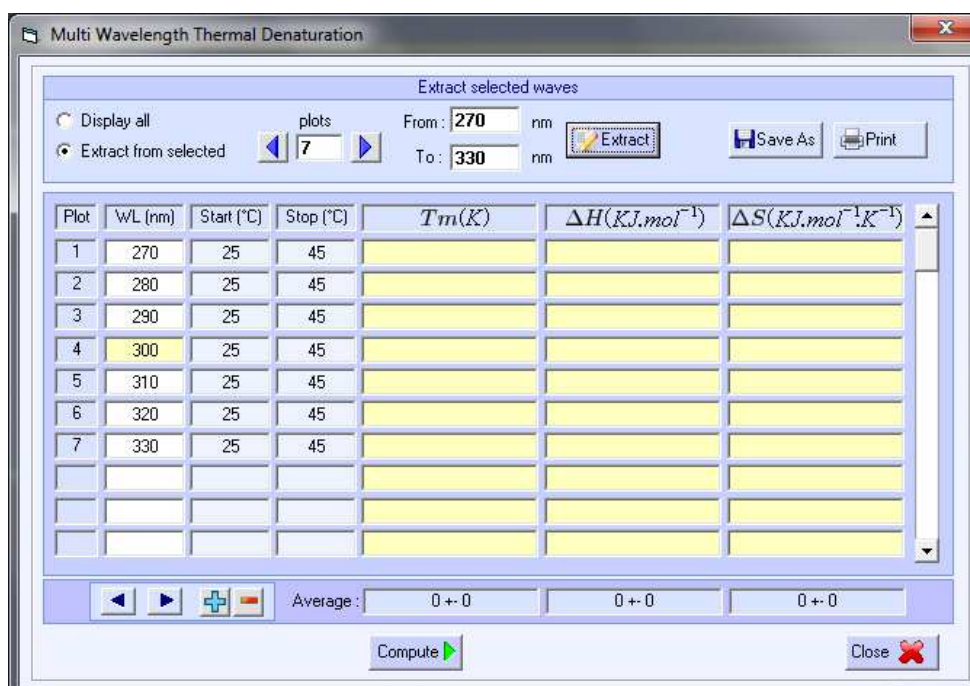 Multi Wavelength Thermal Denaturation
Extract selected waves
Display all
Extract from selected
plots
7
From : 270 nm
To : 330 nm
Extract
Save As
Print
Plot WL (nm) Start (°C) Stop (°C) Tm(K) ΔH(KJ.mol⁻¹) ΔS(KJ.mol⁻¹.K⁻¹)
1 270 25 45
2 280 25 45
3 290 25 45
4 300 25 45
5 310 25 45
6 320 25 45
7 330 25 45
Average : 0 +- 0 0 +- 0 0 +- 0
Compute
Close